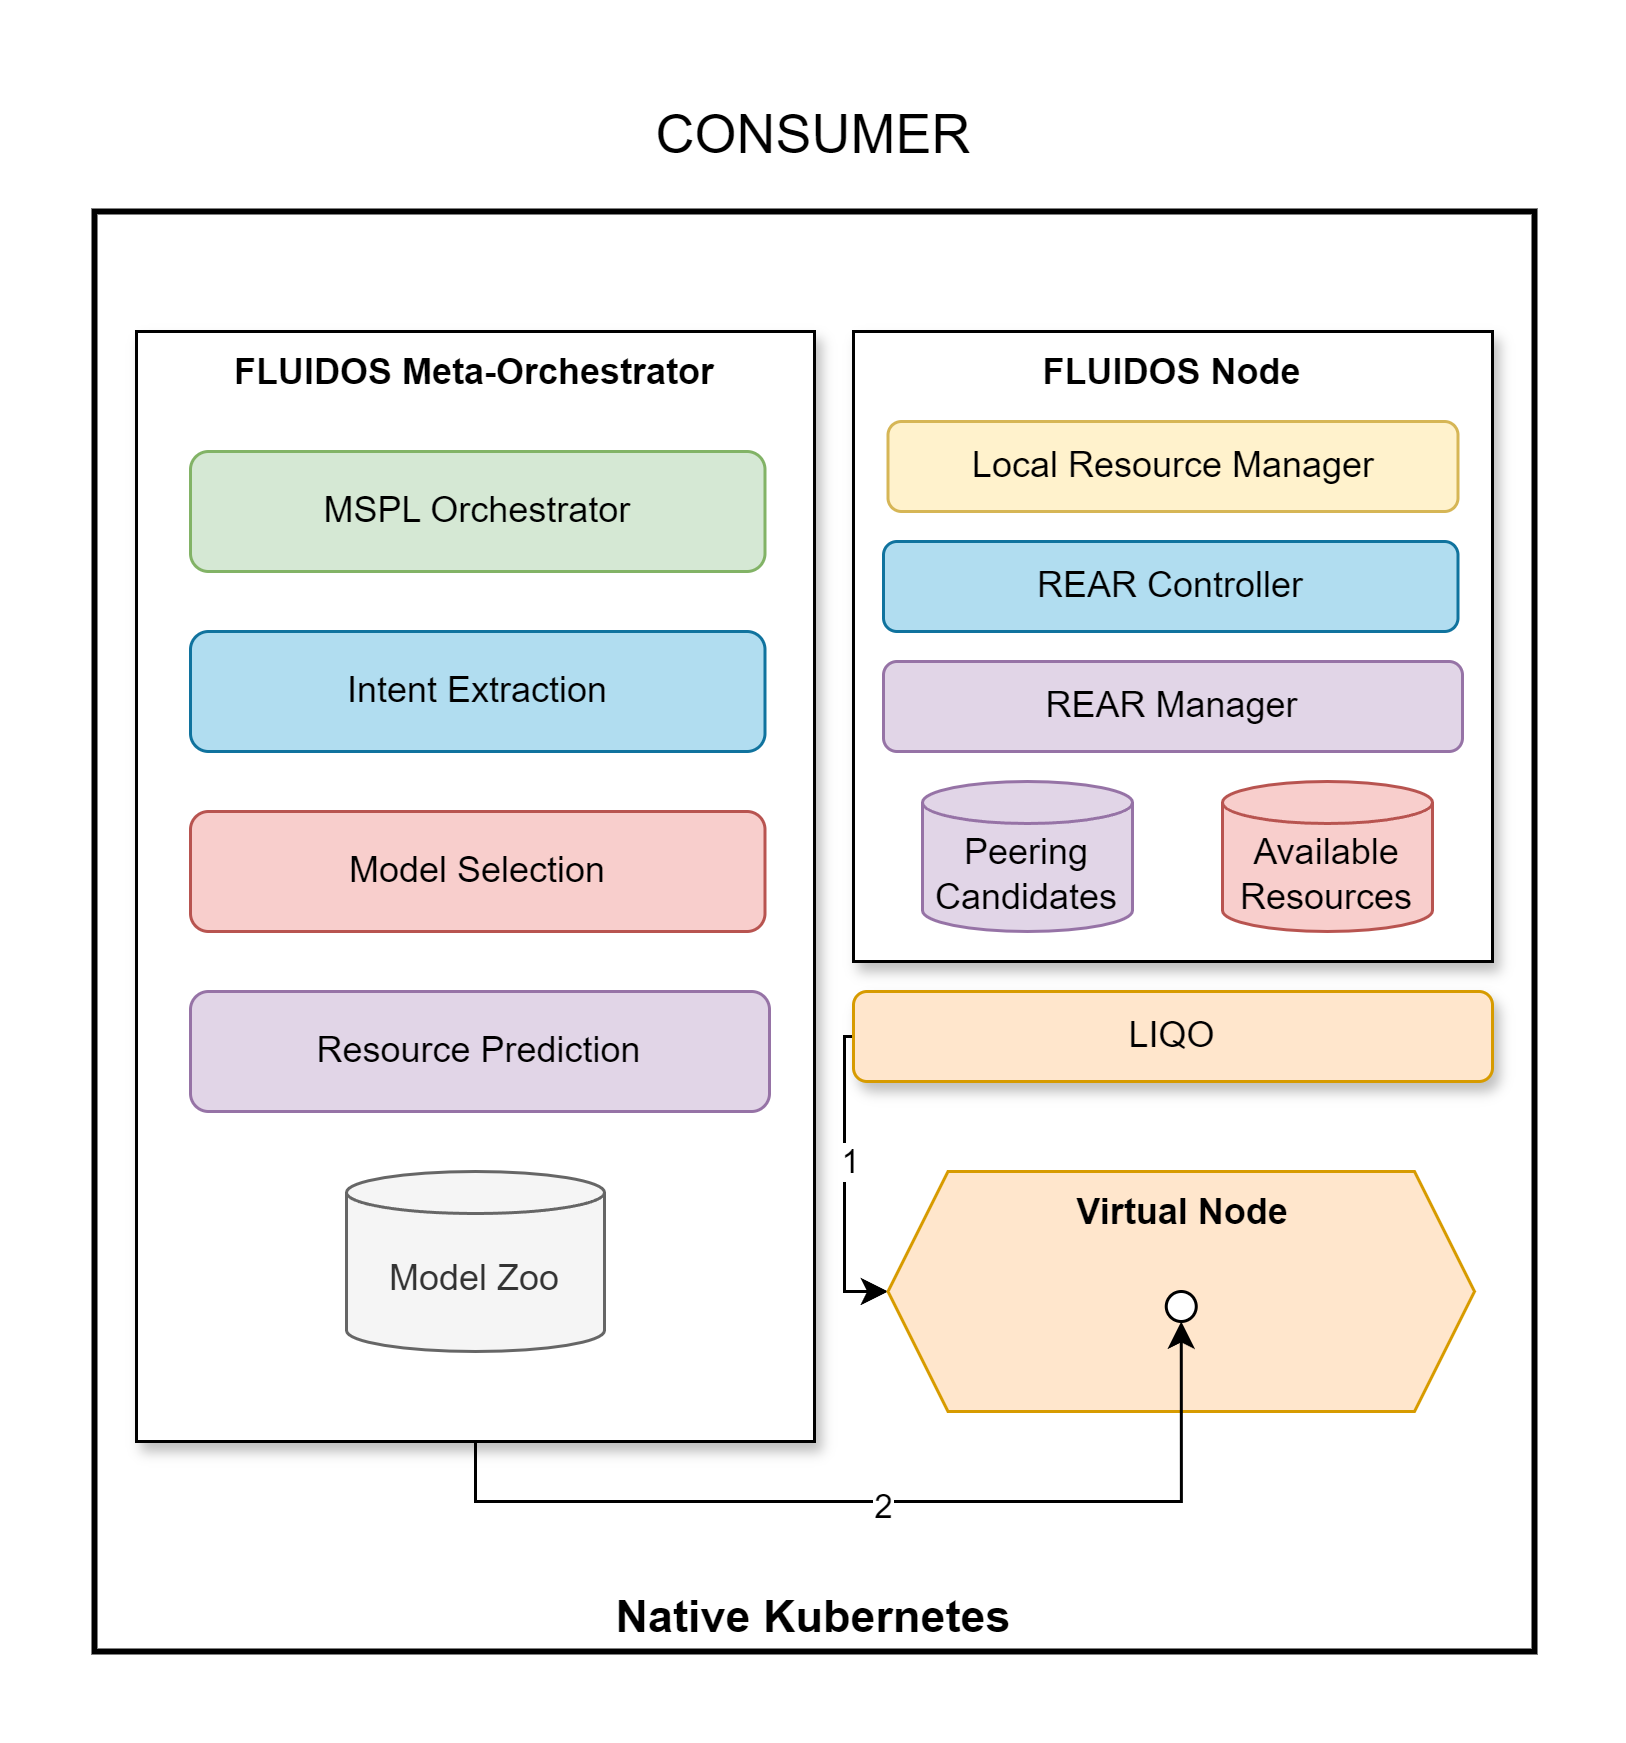 CONSUMER
FLUIDOS Meta-Orchestrator
MSPL Orchestrator
Intent Extraction
Model Selection
Resource Prediction
Model Zoo
FLUIDOS Node
Local Resource Manager
REAR Controller
REAR Manager
Peering
Candidates
Available
Resources
LIQO
1
Virtual Node
2
Native Kubernetes